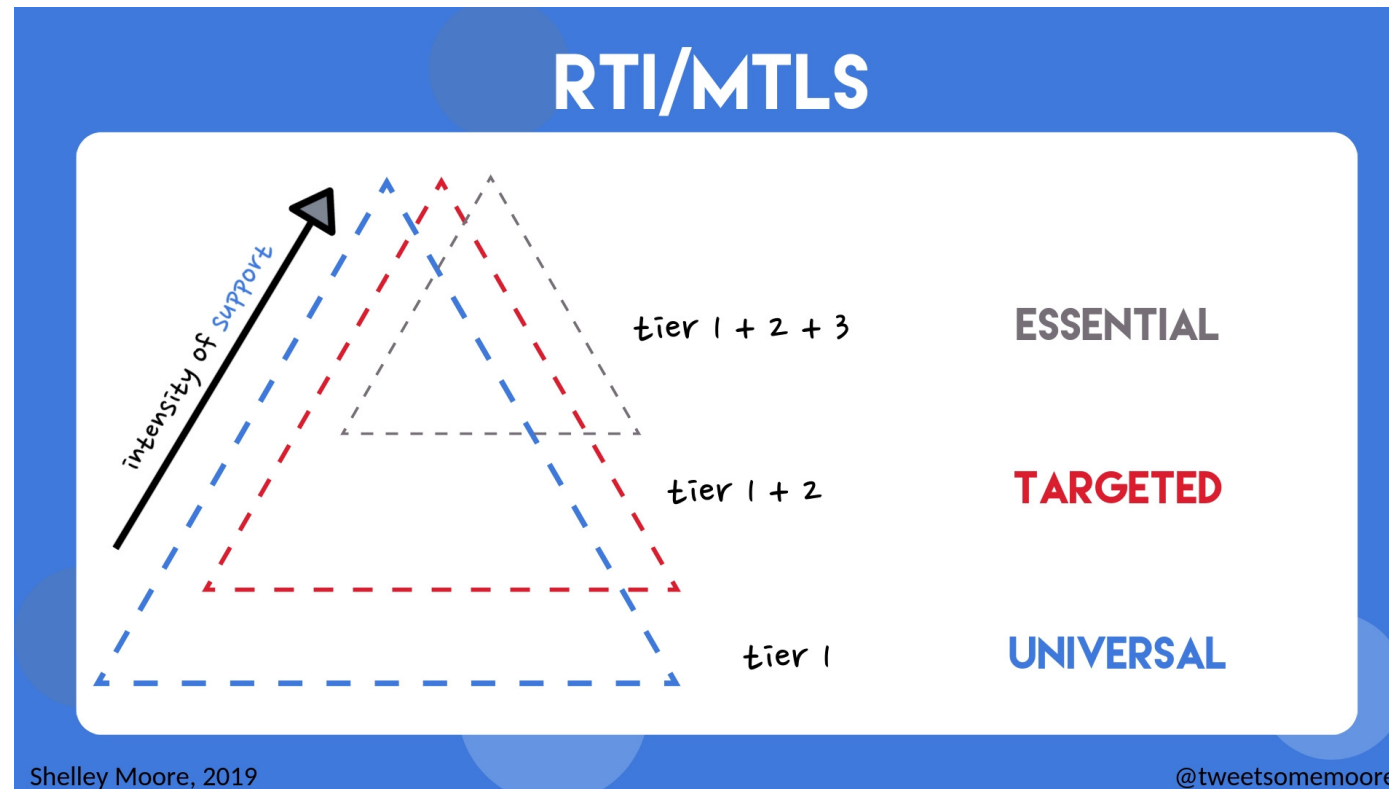 RTI/MTLS
intensity of support
tier 1 + 2 + 3
ESSENTIAL
tier 1 + 2
TARGETED
tier 1
UNIVERSAL
Shelley Moore, 2019
@tweetsomemoore